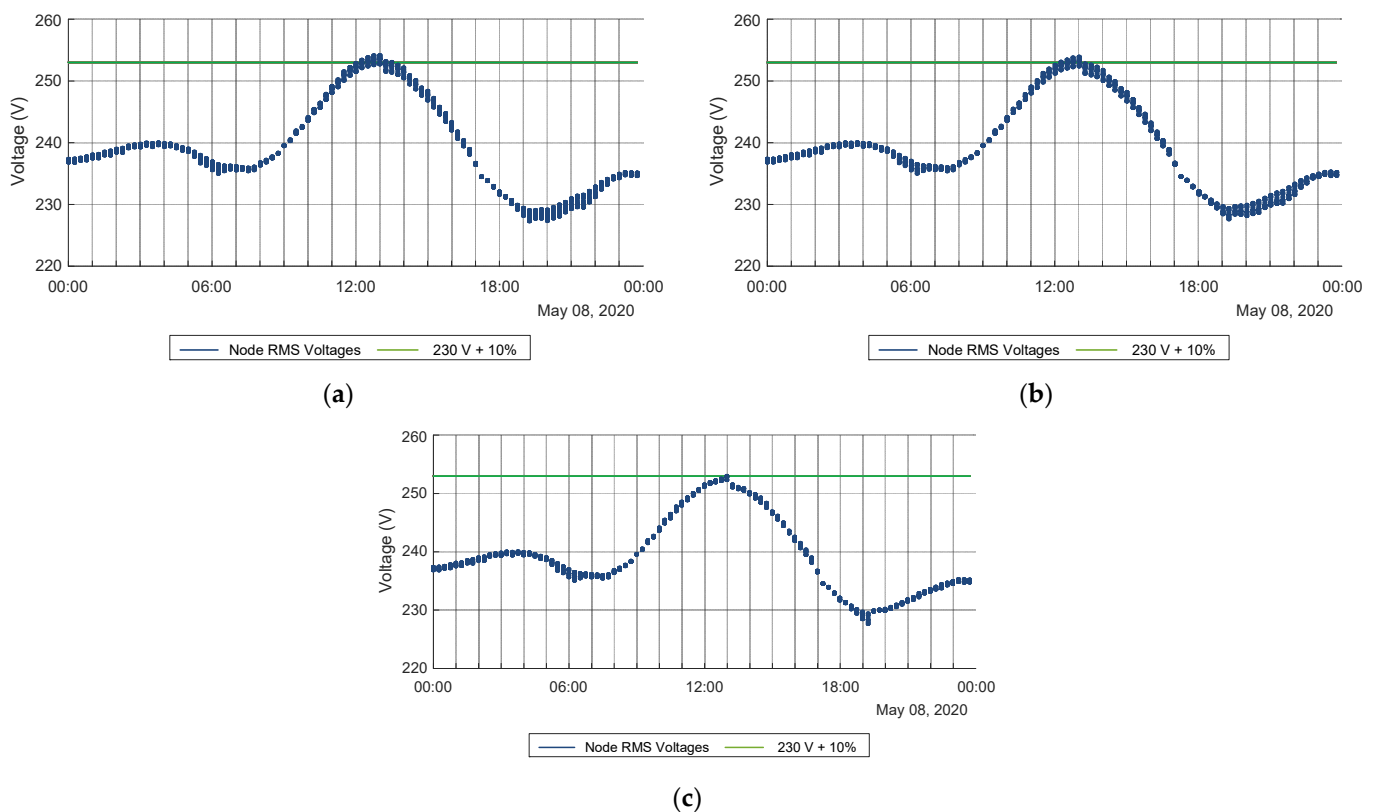 260
250
240
230
220
Voltage (V)
00:00 06:00 12:00 18:00 00:00
May 08, 2020
Node RMS Voltages 230 V + 10%
(a)
260
250
240
230
220
Voltage (V)
00:00 06:00 12:00 18:00 00:00
May 08, 2020
Node RMS Voltages 230 V + 10%
(b)
260
250
240
230
220
Voltage (V)
00:00 06:00 12:00 18:00 00:00
May 08, 2020
Node RMS Voltages 230 V + 10%
(c)